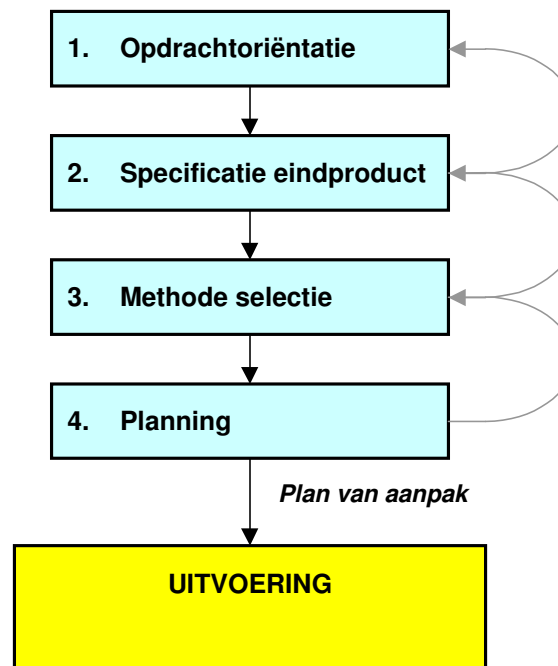 1. Opdrachtoriëntatie
2. Specificatie eindproduct
3. Methode selectie
4. Planning
Plan van aanpak
UITVOERING